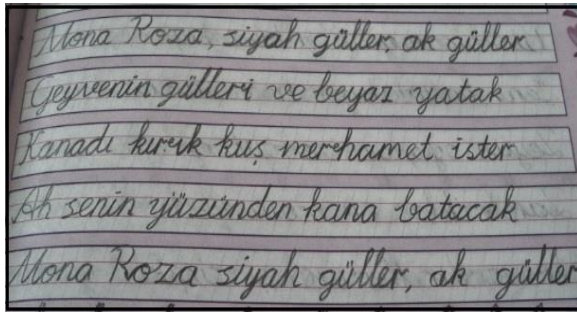 Mona Roza, siyah güller, ak güller
Geyvenin gülleri ve beyaz yatak
Kanadı kırık kuş merhamet ister
Ah senin yüzünden kana batacak
Mona Roza siyah güller, ak güller